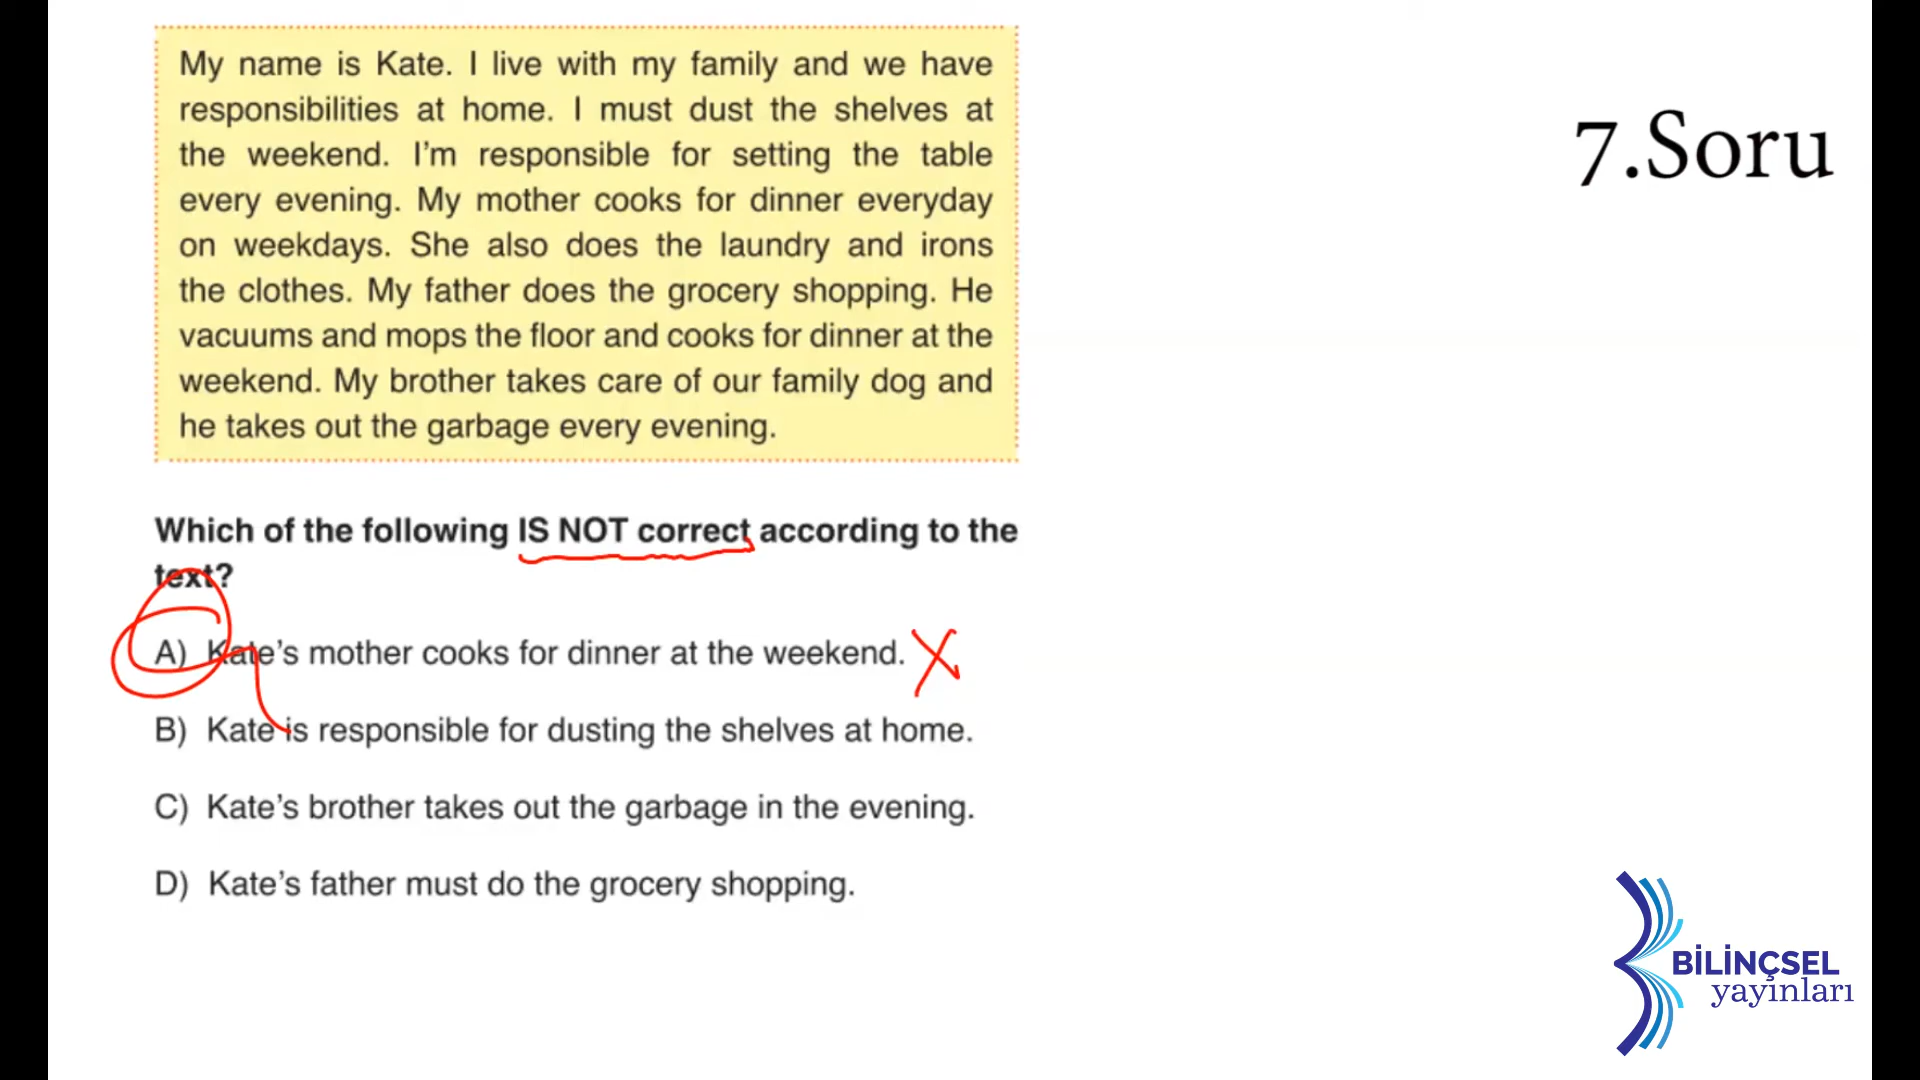 My name is Kate. I live with my family and we have
responsibilities at home. I must dust the shelves at
the weekend. I’m responsible for setting the table
every evening. My mother cooks for dinner everyday
on weekdays. She also does the laundry and irons
the clothes. My father does the grocery shopping. He
vacuums and mops the floor and cooks for dinner at the
weekend. My brother takes care of our family dog and
he takes out the garbage every evening.
7.Soru
Which of the following IS NOT correct according to the
text?
A) Kate’s mother cooks for dinner at the weekend. X
B) Kate is responsible for dusting the shelves at home.
C) Kate’s brother takes out the garbage in the evening.
D) Kate’s father must do the grocery shopping.
BİLİNÇSEL
yayınları